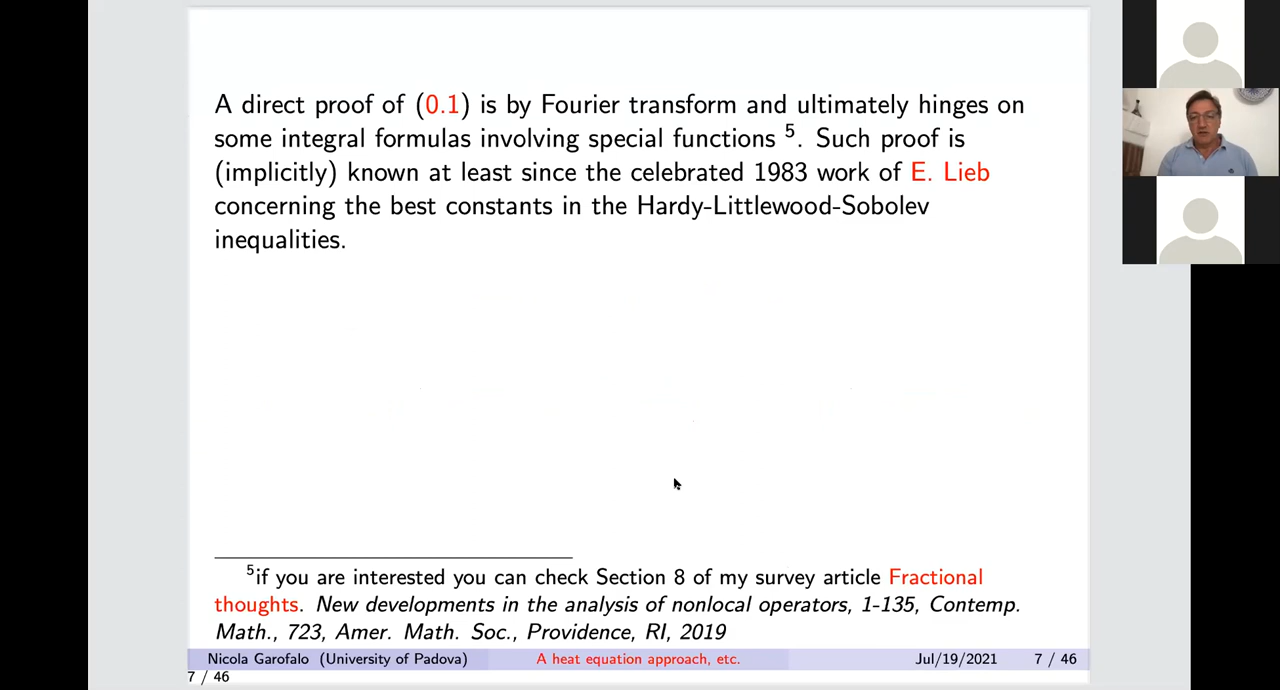 A direct proof of (0.1) is by Fourier transform and ultimately hinges on
some integral formulas involving special functions 5. Such proof is
(implicitly) known at least since the celebrated 1983 work of E. Lieb
concerning the best constants in the Hardy-Littlewood-Sobolev
inequalities.
5if you are interested you can check Section 8 of my survey article Fractional
thoughts. New developments in the analysis of nonlocal operators, 1-135, Contemp.
Math., 723, Amer. Math. Soc., Providence, RI, 2019
Nicola Garofalo (University of Padova) A heat equation approach, etc. Jul/19/2021 7 / 46
7 / 46